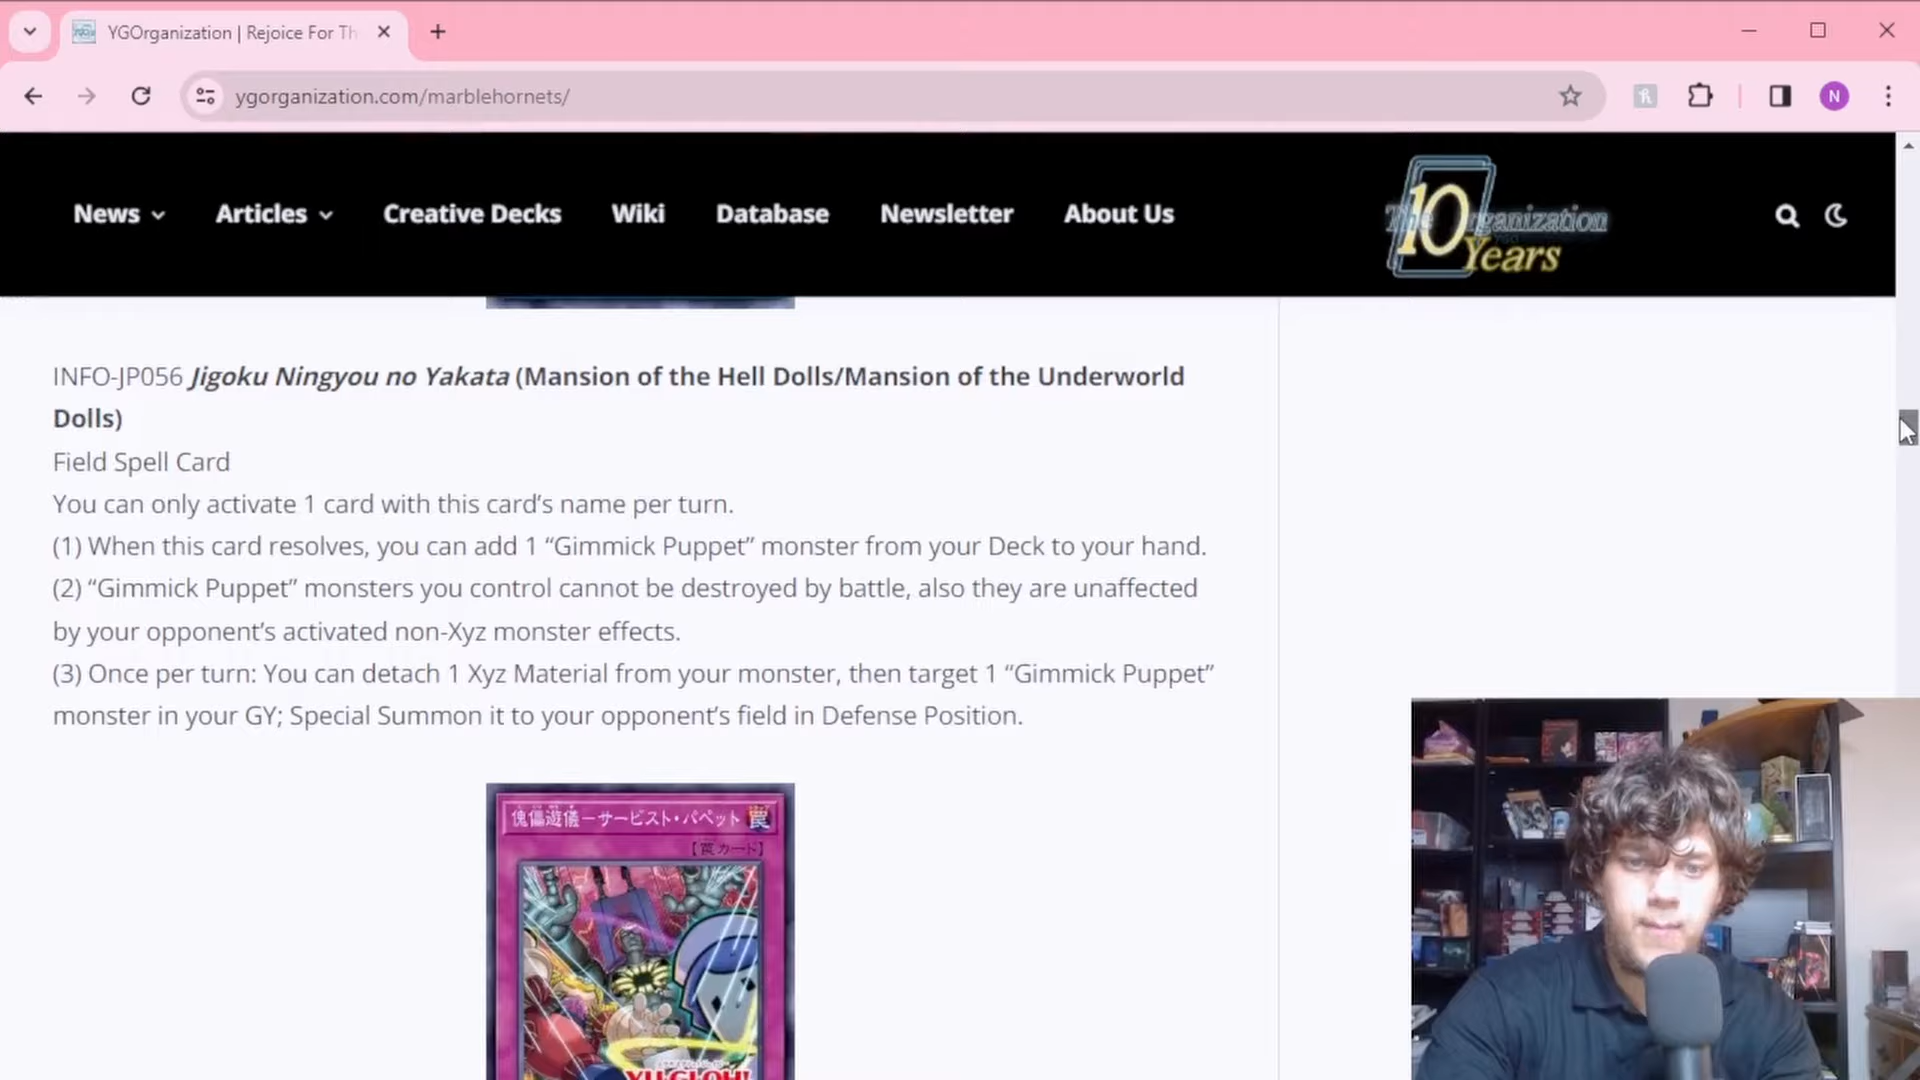 YGOrganization | Rejoice For Th
ygorganization.com/marblehornets/
N
News
Articles
Creative Decks
Wiki
Database
Newsletter
About Us
The Organization
10
Years
INFO-JP056 Jigoku Ningyou no Yakata (Mansion of the Hell Dolls/Mansion of the Underworld
Dolls)
Field Spell Card
You can only activate 1 card with this card’s name per turn.
(1) When this card resolves, you can add 1 “Gimmick Puppet” monster from your Deck to your hand.
(2) “Gimmick Puppet” monsters you control cannot be destroyed by battle, also they are unaffected
by your opponent’s activated non-Xyz monster effects.
(3) Once per turn: You can detach 1 Xyz Material from your monster, then target 1 “Gimmick Puppet”
monster in your GY; Special Summon it to your opponent’s field in Defense Position.
傀儡遊儀－サービスト・パペット 罠
【罠カード】
YU-GI-OH!